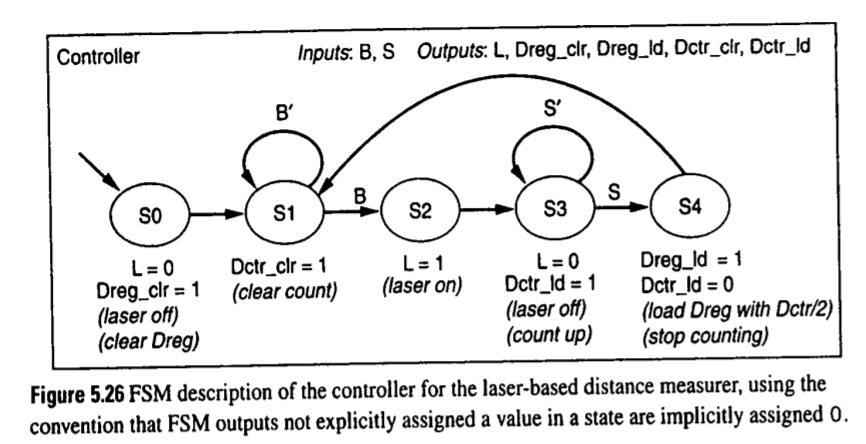 Controller
Inputs: B, S Outputs: L, Dreg_clr, Dreg_ld, Dctr_clr, Dctr_ld
B′
S′
B
S
S0
S1
S2
S3
S4
L = 0
Dreg_clr = 1
(laser off)
(clear Dreg)
Dctr_clr = 1
(clear count)
L = 1
(laser on)
L = 0
Dctr_ld = 1
(laser off)
(count up)
Dreg_ld = 1
Dctr_ld = 0
(load Dreg with Dctr/2)
(stop counting)
Figure 5.26 FSM description of the controller for the laser-based distance measurer, using the
convention that FSM outputs not explicitly assigned a value in a state are implicitly assigned 0.